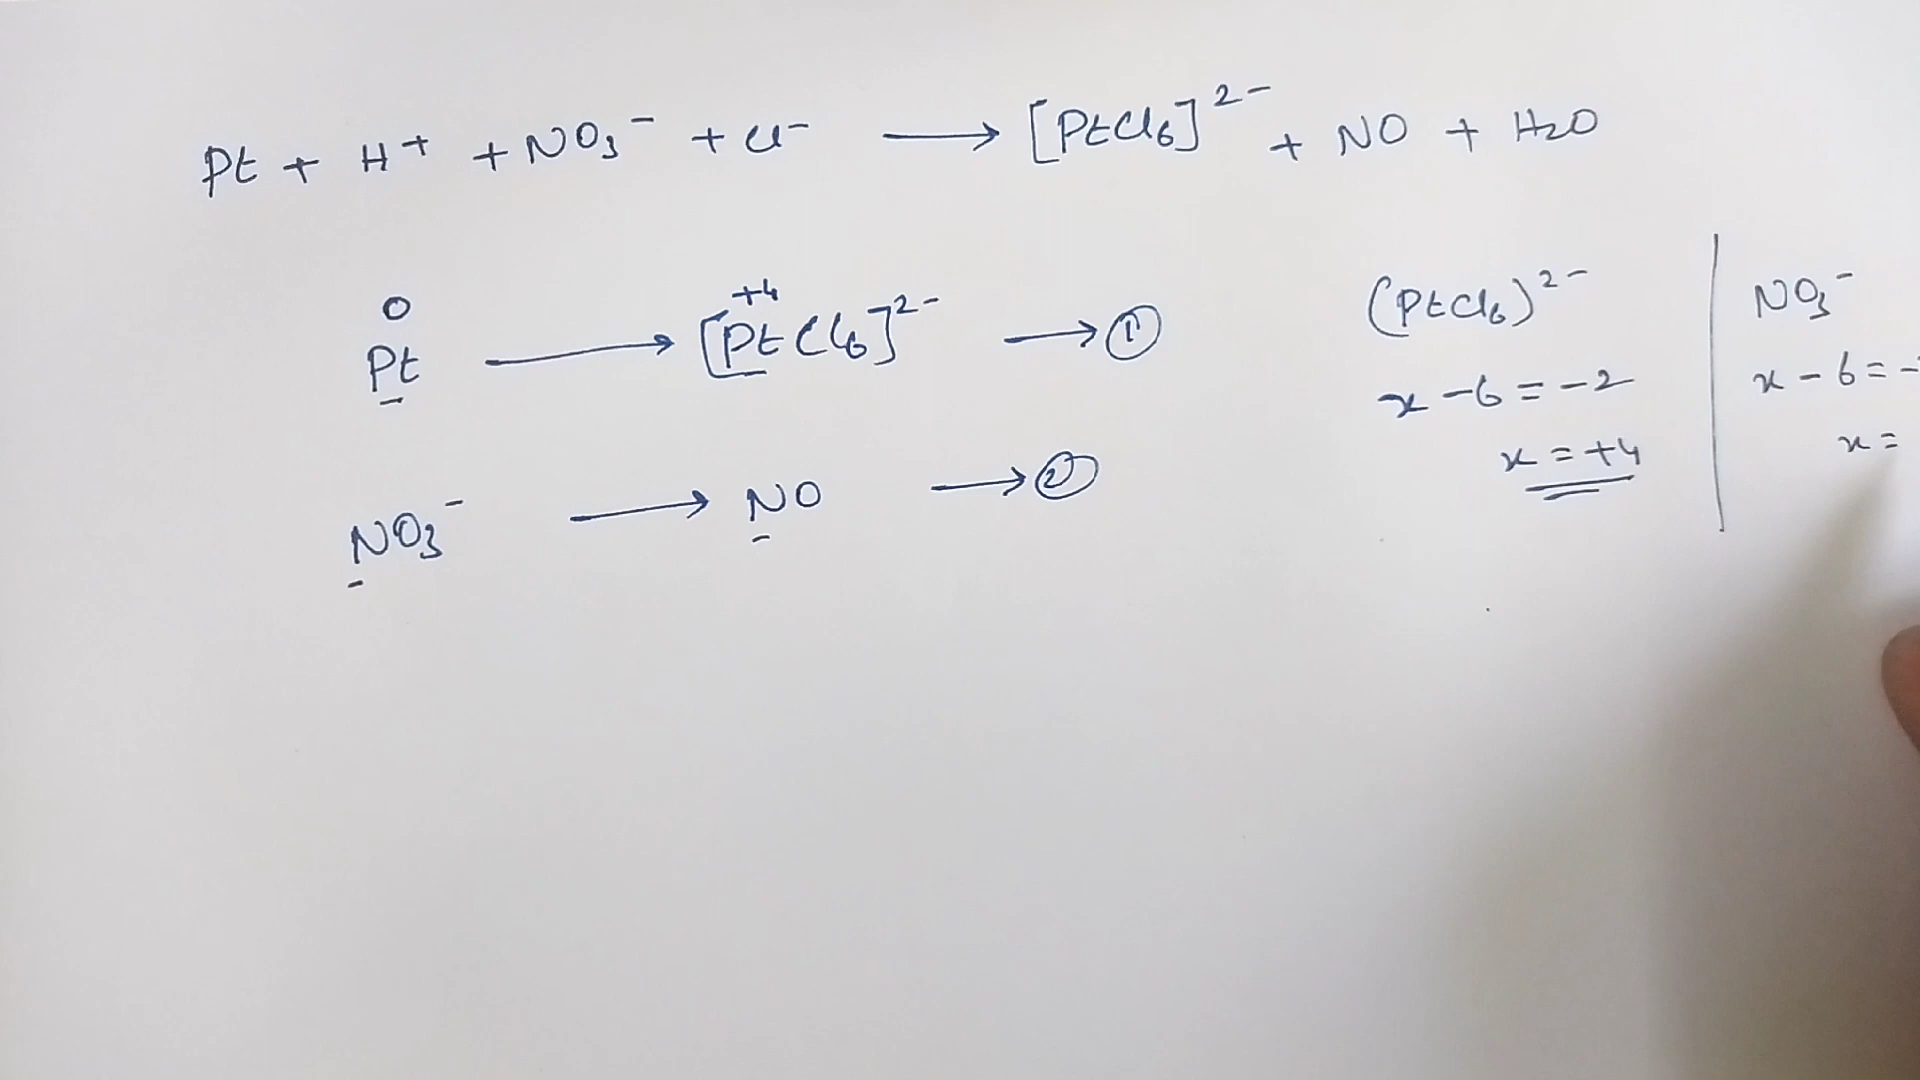 Pt + H⁺ + NO₃⁻ + Cl⁻ ⟶ [PtCl₆]²⁻ + NO + H₂O
0 +4
Pt ⟶ [PtCl₆]²⁻ ⟶ ①
NO₃⁻ ⟶ NO ⟶ ②
(PtCl₆)²⁻
x - 6 = -2
x = +4
NO₃⁻
x - 6 = -
x =